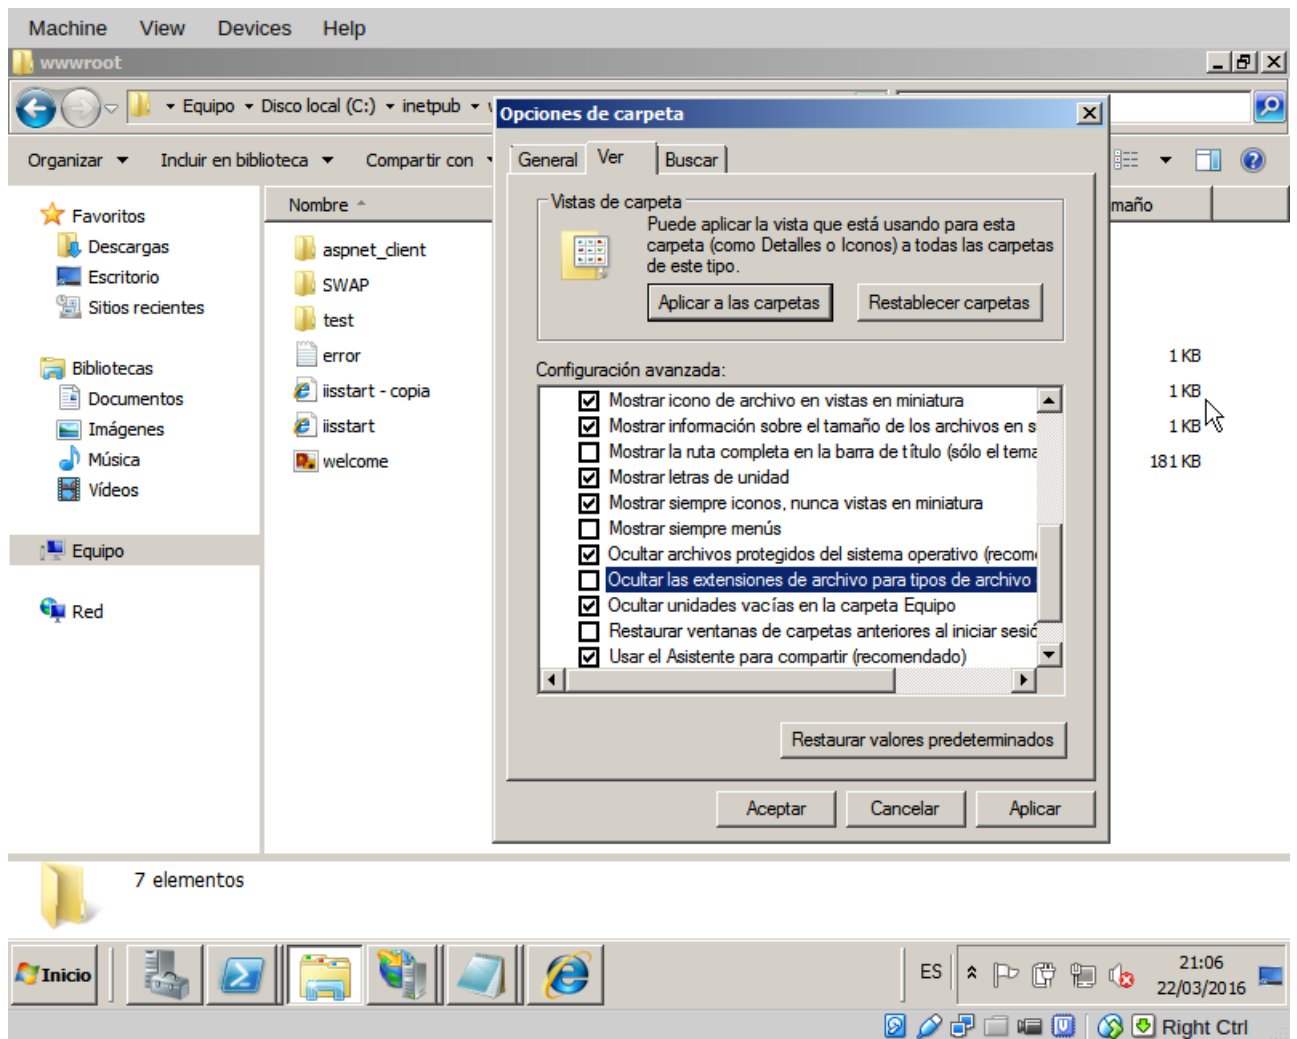 Machine View Devices Help
wwwroot
Equipo Disco local (C:) inetpub
Organizar Incluir en biblioteca Compartir con
Favoritos
Descargas
Escritorio
Sitios recientes
Bibliotecas
Documentos
Imágenes
Música
Vídeos
Equipo
Red
Nombre
maño
aspnet_client
SWAP
test
error 1 KB
iisstart - copia 1 KB
iisstart 1 KB
welcome 181 KB
Opciones de carpeta
General Ver Buscar
Vistas de carpeta
Puede aplicar la vista que está usando para esta
carpeta (como Detalles o Iconos) a todas las carpetas
de este tipo.
Aplicar a las carpetas Restablecer carpetas
Configuración avanzada:
Mostrar icono de archivo en vistas en miniatura
Mostrar información sobre el tamaño de los archivos en s
Mostrar la ruta completa en la barra de título (sólo el tema
Mostrar letras de unidad
Mostrar siempre iconos, nunca vistas en miniatura
Mostrar siempre menús
Ocultar archivos protegidos del sistema operativo (recom
Ocultar las extensiones de archivo para tipos de archivo
Ocultar unidades vacías en la carpeta Equipo
Restaurar ventanas de carpetas anteriores al iniciar sesió
Usar el Asistente para compartir (recomendado)
Restaurar valores predeterminados
Aceptar Cancelar Aplicar
7 elementos
Inicio
ES
21:06
22/03/2016
Right Ctrl